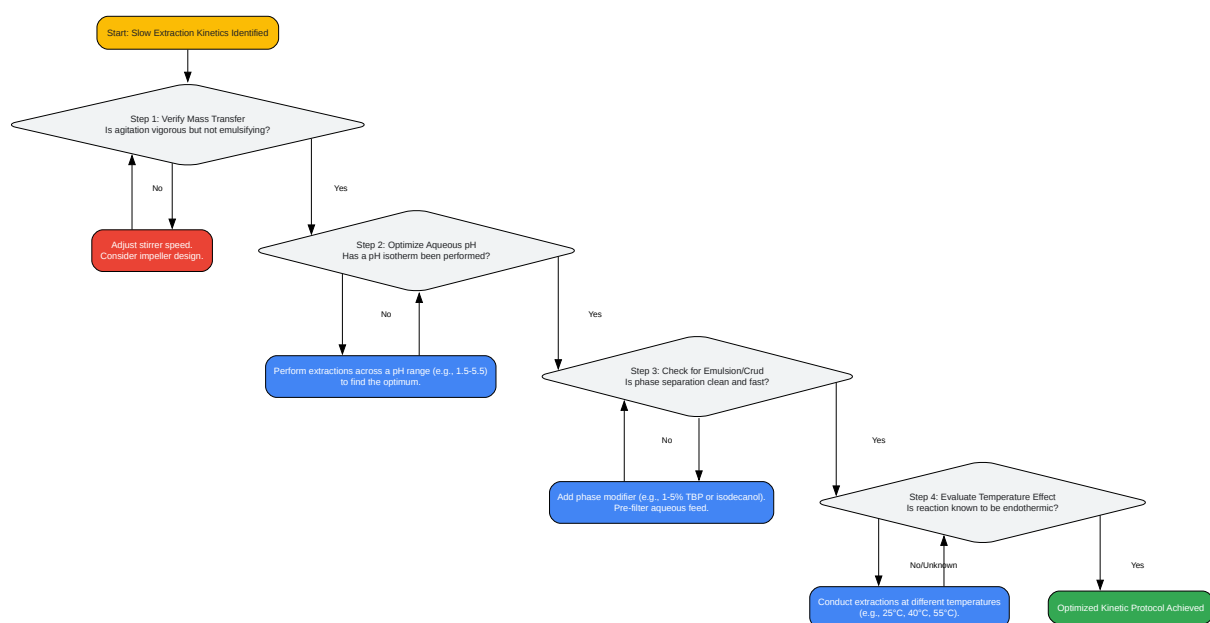 Start: Slow Extraction Kinetics Identified
Step 1: Verify Mass Transfer
Is agitation vigorous but not emulsifying?
No
Yes
Adjust stirrer speed.
Consider impeller design.
Step 2: Optimize Aqueous pH
Has a pH isotherm been performed?
No
Yes
Perform extractions across a pH range (e.g., 1.5-5.5)
to find the optimum.
Step 3: Check for Emulsion/Crud
Is phase separation clean and fast?
No
Yes
Add phase modifier (e.g., 1-5% TBP or isodecanol).
Pre-filter aqueous feed.
Step 4: Evaluate Temperature Effect
Is reaction known to be endothermic?
No/Unknown
Yes
Conduct extractions at different temperatures
(e.g., 25°C, 40°C, 55°C).
Optimized Kinetic Protocol Achieved